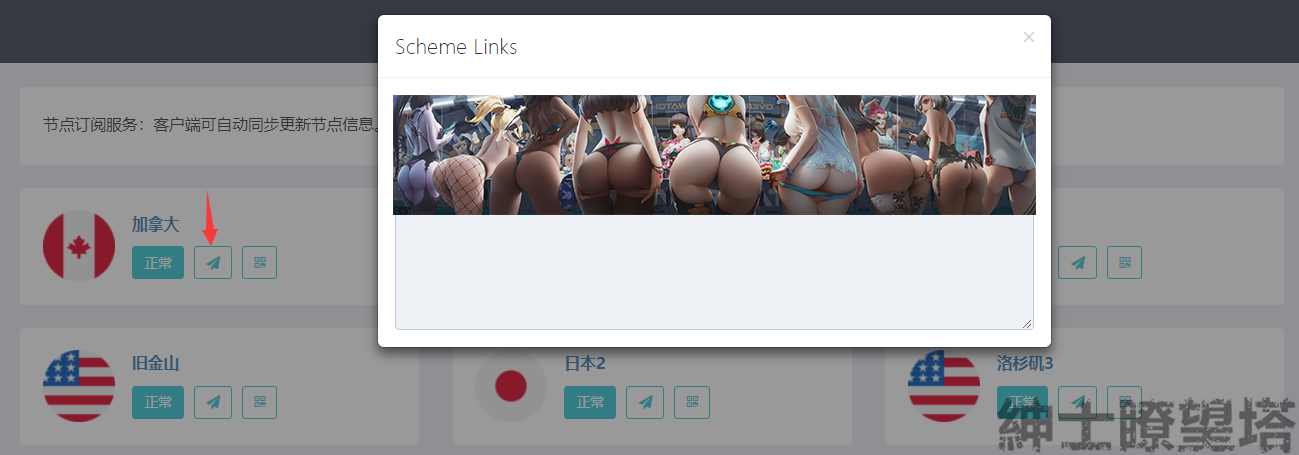 Scheme Links
×
节点订阅服务：客户端可自动同步更新节点信息。
加拿大
正常
旧金山
正常
日本2
正常
洛杉矶3
正常
紳士瞭望塔